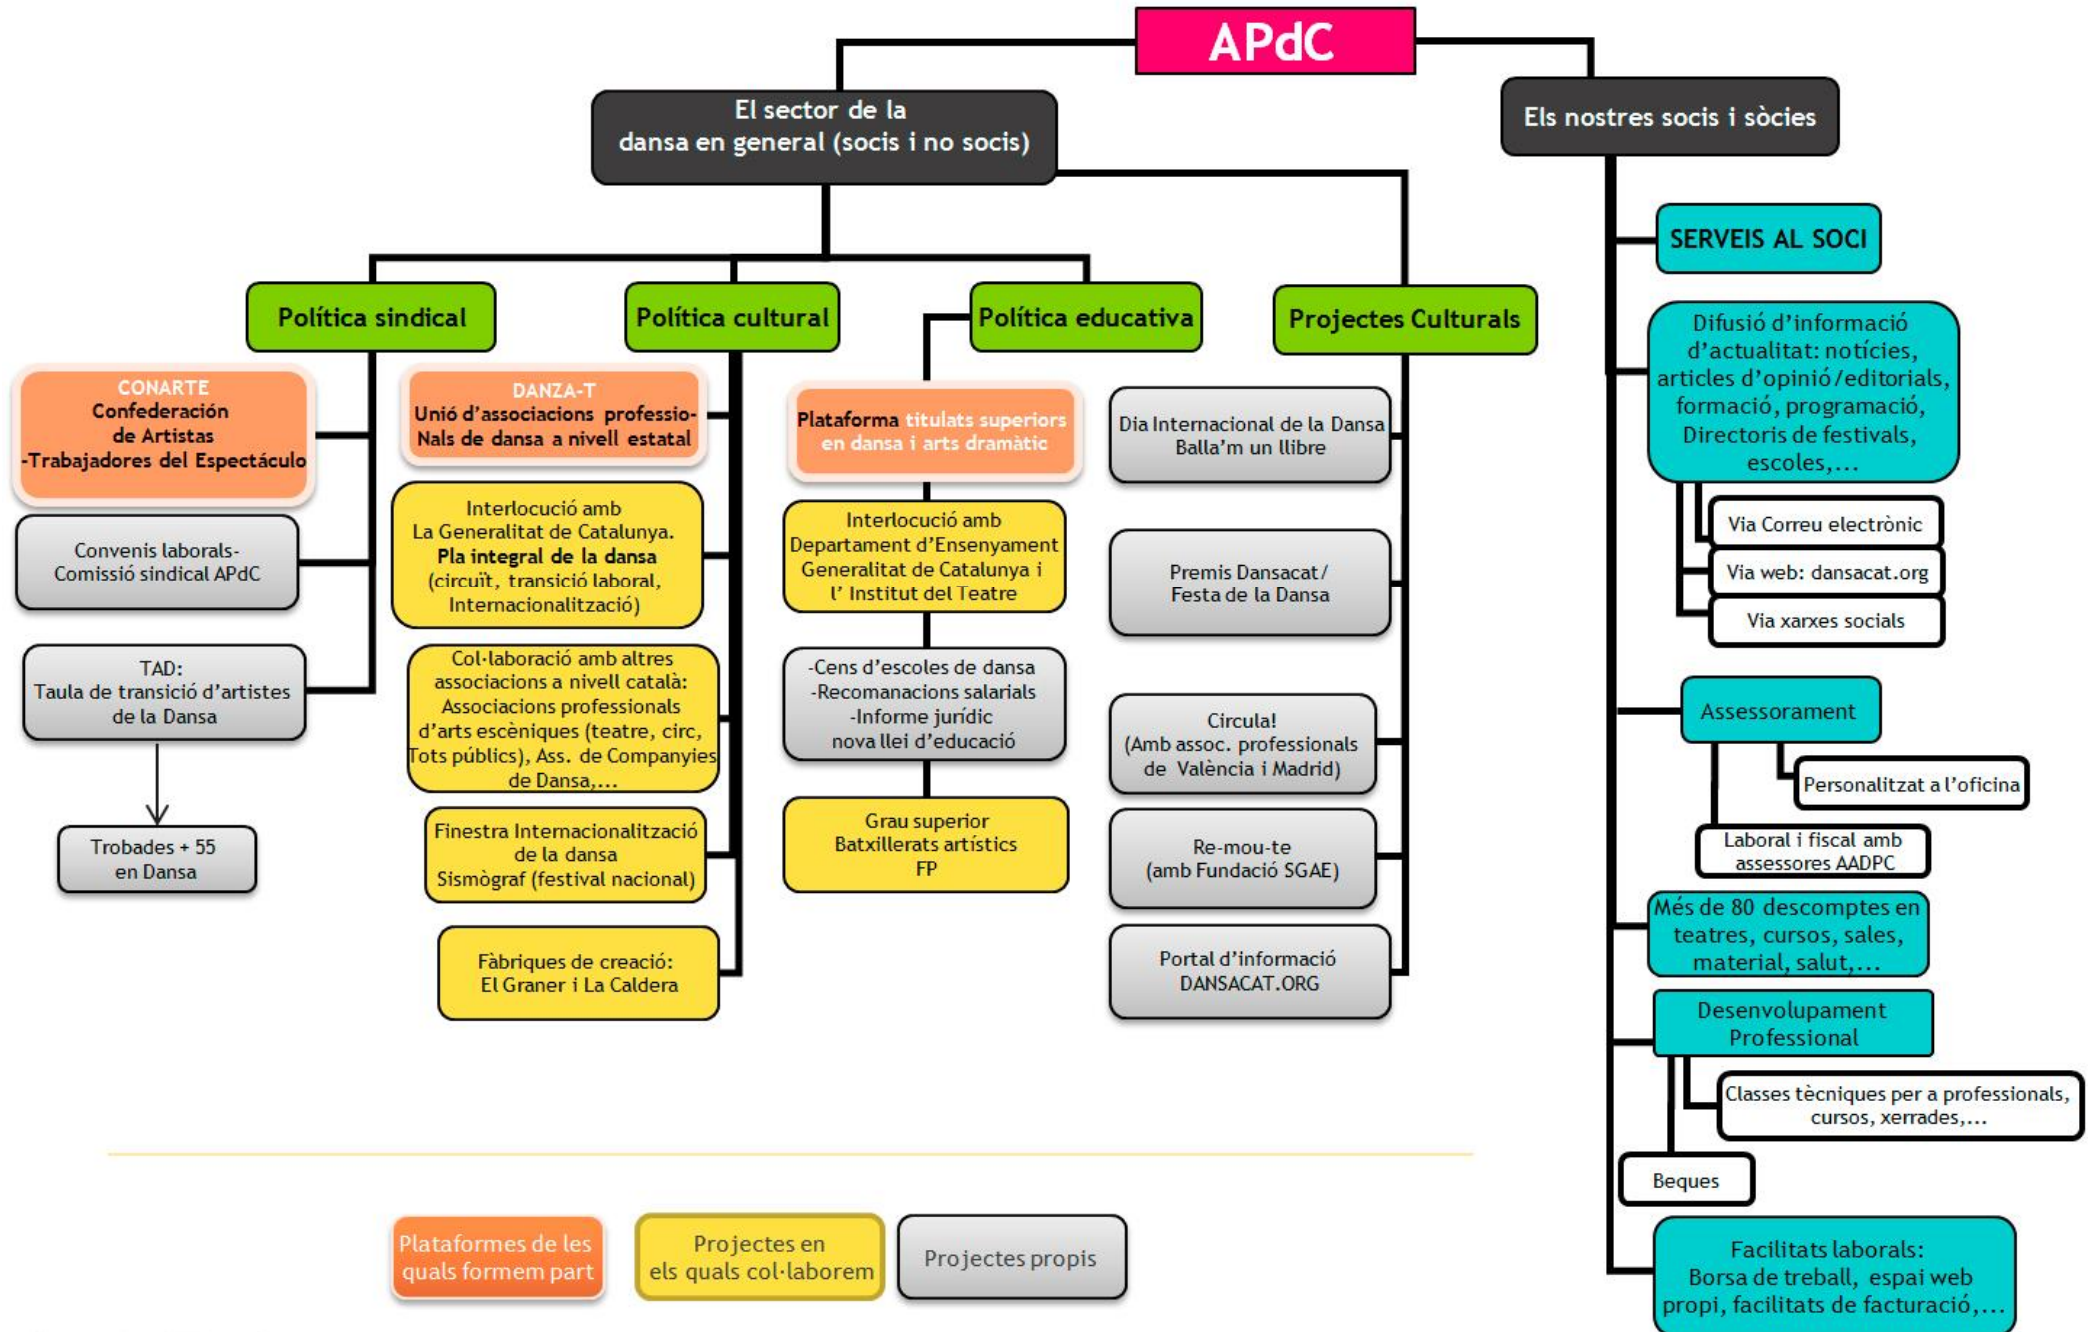 APdC
El sector de la
dansa en general (socis i no socis)
Els nostres socis i sòcies
Política sindical
Política cultural
Política educativa
Projectes Culturals
CONARTE
Confederación
de Artistas
-Trabajadores del Espectáculo
Convenis laborals-
Comissió sindical APdC
TAD:
Taula de transició d'artistes
de la Dansa
Trobades + 55
en Dansa
DANZA-T
Unió d'associacions professio-
Nals de dansa a nivell estatal
Interlocució amb
La Generalitat de Catalunya.
Pla integral de la dansa
(circuït, transició laboral,
Internacionalització)
Col·laboració amb altres
associacions a nivell català:
Associacions professionals
d'arts escèniques (teatre, circ,
Tots públics), Ass. de Companyies
de Dansa,...
Finestra Internacionalització
de la dansa
Sismògraf (festival nacional)
Fàbriques de creació:
El Graner i La Caldera
Plataforma titulats superiors
en dansa i arts dramàtic
Interlocució amb
Departament d'Ensenyament
Generalitat de Catalunya i
l' Institut del Teatre
-Cens d'escoles de dansa
-Recomanacions salarials
-Informe jurídic
nova llei d'educació
Grau superior
Batxillerats artístics
FP
Dia Internacional de la Dansa
Balla'm un llibre
Premis Dansacat/
Festa de la Dansa
Circula!
(Amb assoc. professionals
de València i Madrid)
Re-mou-te
(amb Fundació SGAE)
Portal d'informació
DANSACAT.ORG
SERVEIS AL SOCI
Difusió d'informació
d'actualitat: notícies,
articles d'opinió/editorials,
formació, programació,
Directoris de festivals,
escoles,...
Via Correu electrònic
Via web: dansacat.org
Via xarxes socials
Assessorament
Personalitzat a l'oficina
Laboral i fiscal amb
assessores AADPC
Més de 80 descomptes en
teatres, cursos, sales,
material, salut,...
Desenvolupament
Professional
Classes tècniques per a professionals,
cursos, xerrades,...
Beques
Facilitats laborals:
Borsa de treball, espai web
propi, facilitats de facturació,...
Plataformes de les
quals formem part
Projectes en
els quals col·laborem
Projectes propis